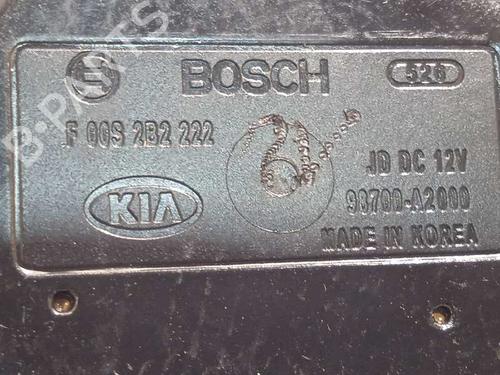 BOSCH 526
F 00S 2B2 222
JD DC 12V
KIA 98700-A2000
MADE IN KOREA
B-PARTS